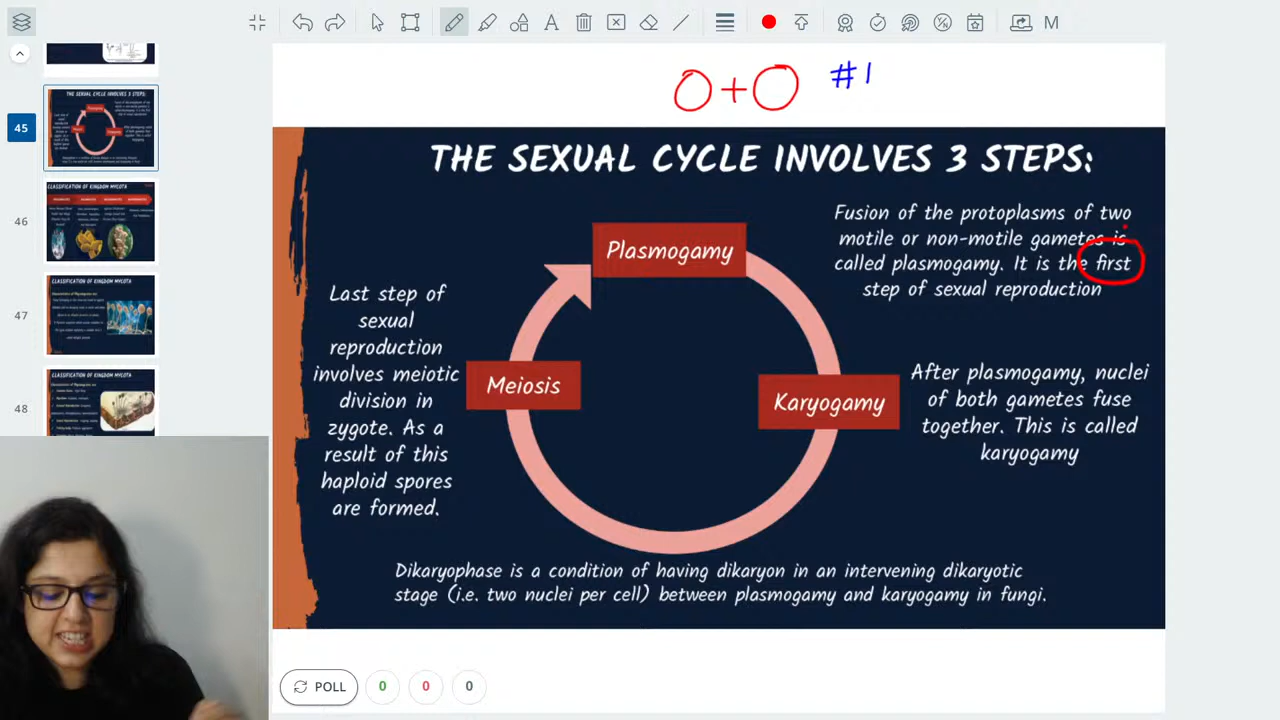 M
O+O #1
THE SEXUAL CYCLE INVOLVES 3 STEPS:
Plasmogamy
Fusion of the protoplasms of two
motile or non-motile gametes is
called plasmogamy. It is the first
step of sexual reproduction
Last step of
sexual
reproduction
involves meiotic
division in
zygote. As a
result of this
haploid spores
are formed.
Meiosis
Karyogamy
After plasmogamy, nuclei
of both gametes fuse
together. This is called
karyogamy
Dikaryophase is a condition of having dikaryon in an intervening dikaryotic
stage (i.e. two nuclei per cell) between plasmogamy and karyogamy in fungi.
45
THE SEXUAL CYCLE INVOLVES 3 STEPS:
46
CLASSIFICATION OF KINGDOM MYCOTA
47
CLASSIFICATION OF KINGDOM MYCOTA
48
CLASSIFICATION OF KINGDOM MYCOTA
POLL
0
0
0